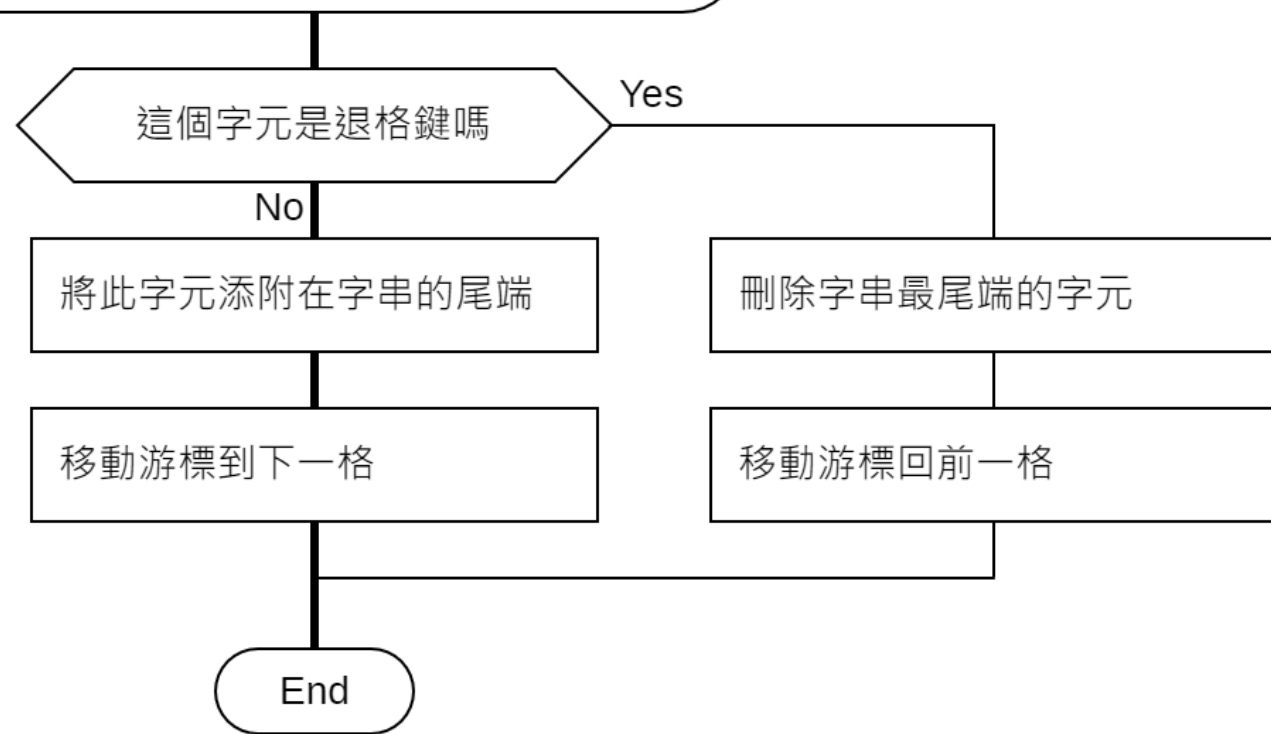 這個字元是退格鍵嗎
Yes
No
將此字元添附在字串的尾端
刪除字串最尾端的字元
移動游標到下一格
移動游標回前一格
End